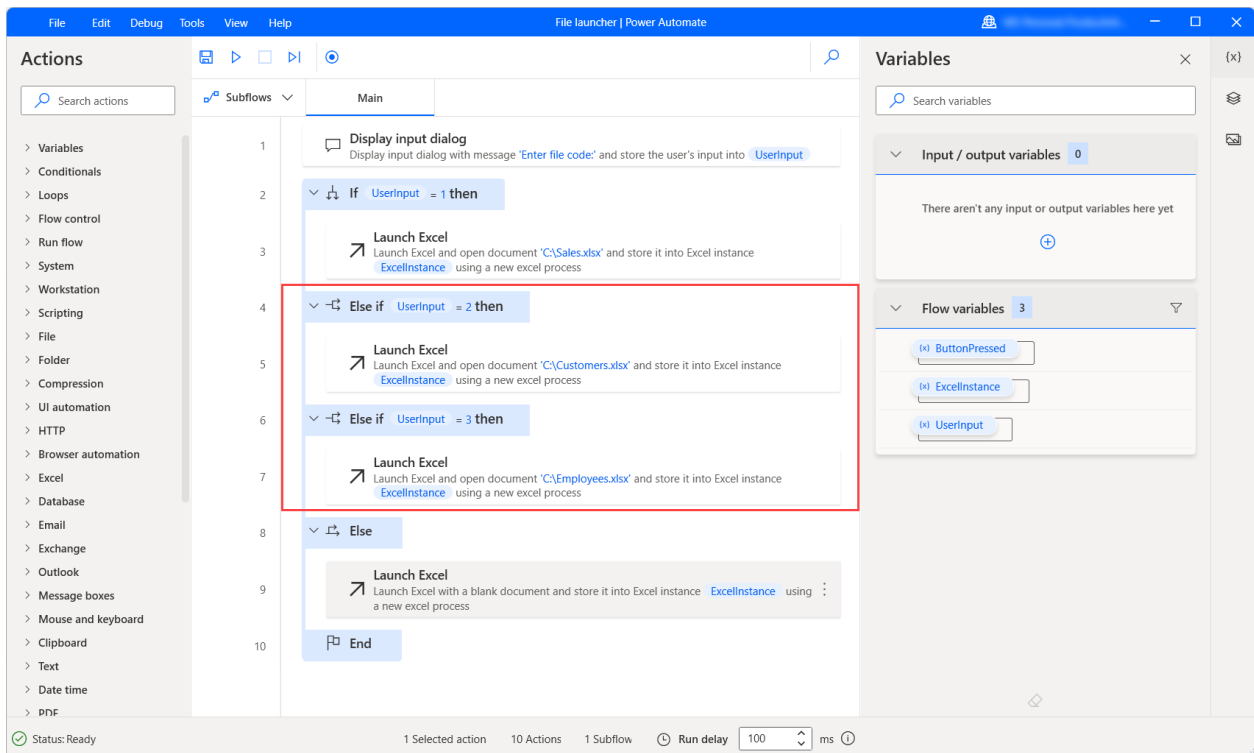 File Edit Debug Tools View Help
File launcher | Power Automate
Actions
Search actions
Variables
Conditionals
Loops
Flow control
Run flow
System
Workstation
Scripting
File
Folder
Compression
UI automation
HTTP
Browser automation
Excel
Database
Email
Exchange
Outlook
Message boxes
Mouse and keyboard
Clipboard
Text
Date time
PDF
Subflows
Main
1
Display input dialog
Display input dialog with message 'Enter file code:' and store the user's input into UserInput
2
If UserInput = 1 then
3
Launch Excel
Launch Excel and open document 'C:\Sales.xlsx' and store it into Excel instance
ExcelInstance using a new excel process
4
Else if UserInput = 2 then
5
Launch Excel
Launch Excel and open document 'C:\Customers.xlsx' and store it into Excel instance
ExcelInstance using a new excel process
6
Else if UserInput = 3 then
7
Launch Excel
Launch Excel and open document 'C:\Employees.xlsx' and store it into Excel instance
ExcelInstance using a new excel process
8
Else
9
Launch Excel
Launch Excel with a blank document and store it into Excel instance ExcelInstance using
a new excel process
10
End
Variables
{x}
Search variables
Input / output variables 0
There aren't any input or output variables here yet
Flow variables 3
(x) ButtonPressed
(x) ExcelInstance
(x) UserInput
Status: Ready
1 Selected action
10 Actions
1 Subflow
Run delay 100 ms